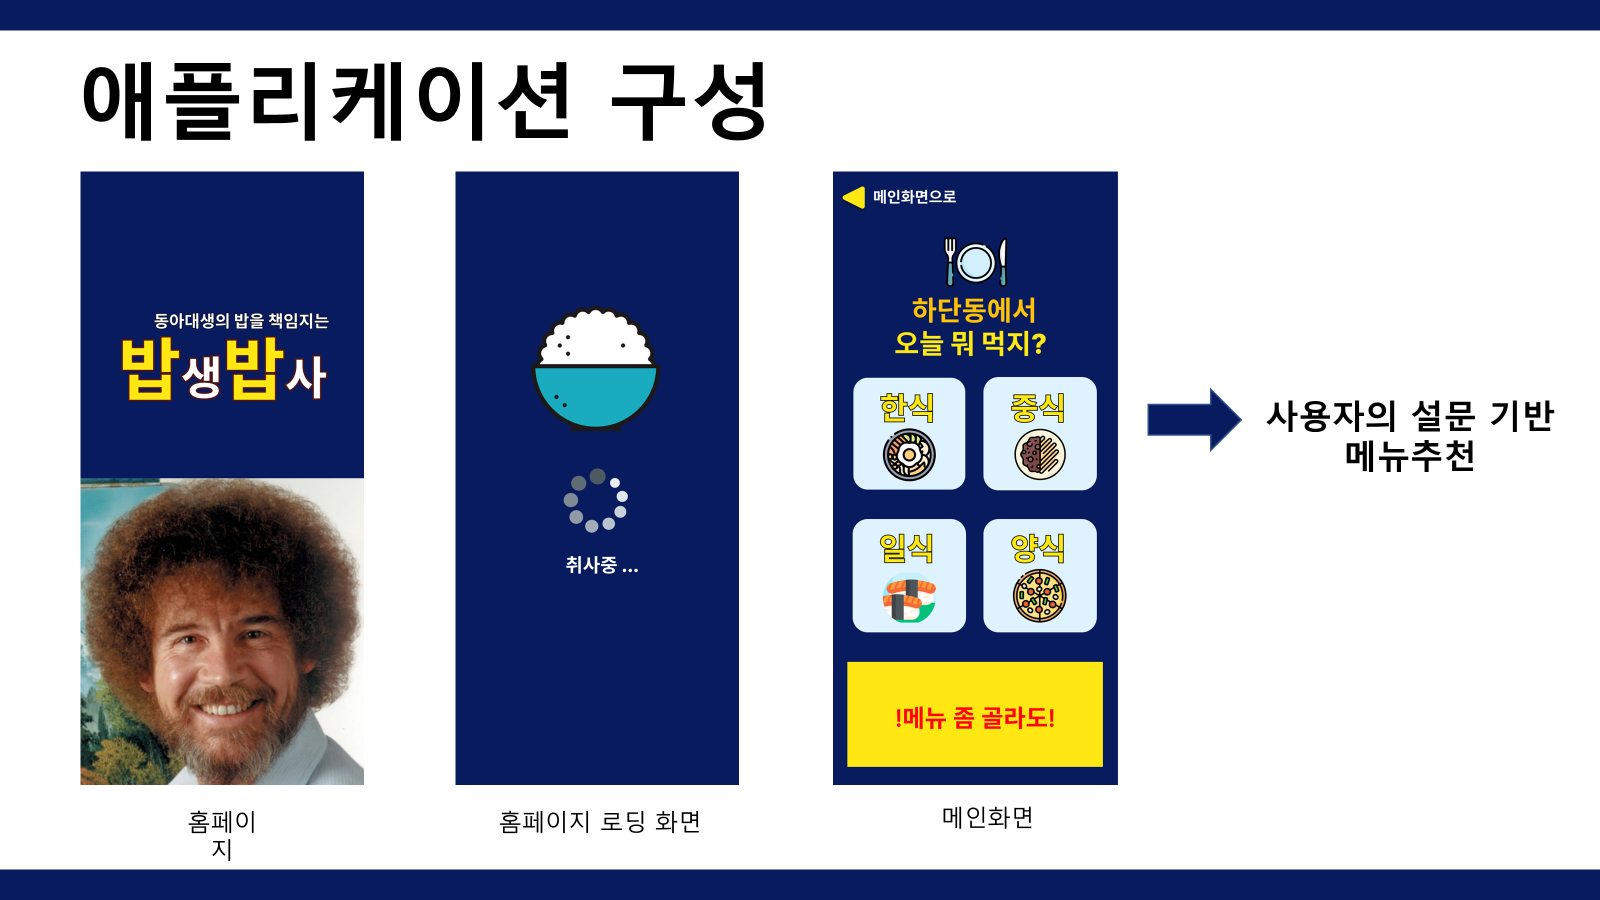 애플리케이션 구성
동아대생의 밥을 책임지는
밥생밥사
취사중 ...
메인화면으로
하단동에서
오늘 뭐 먹지?
한식
중식
일식
양식
!메뉴 좀 골라도!
사용자의 설문 기반
메뉴추천
홈페이
지
홈페이지 로딩 화면
메인화면